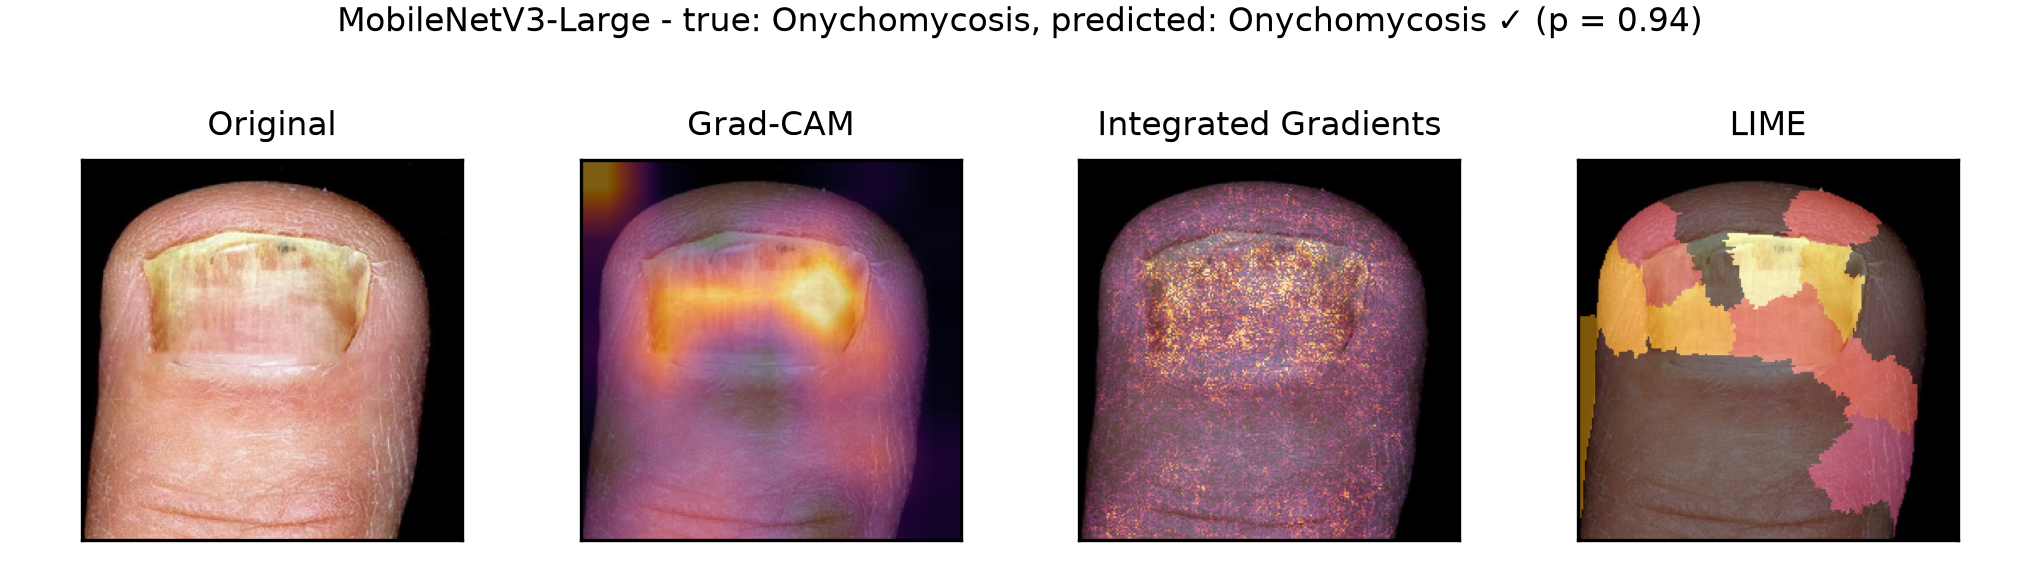 MobileNetV3-Large - true: Onychomycosis, predicted: Onychomycosis ✓ (p = 0.94)
Original
Grad-CAM
Integrated Gradients
LIME